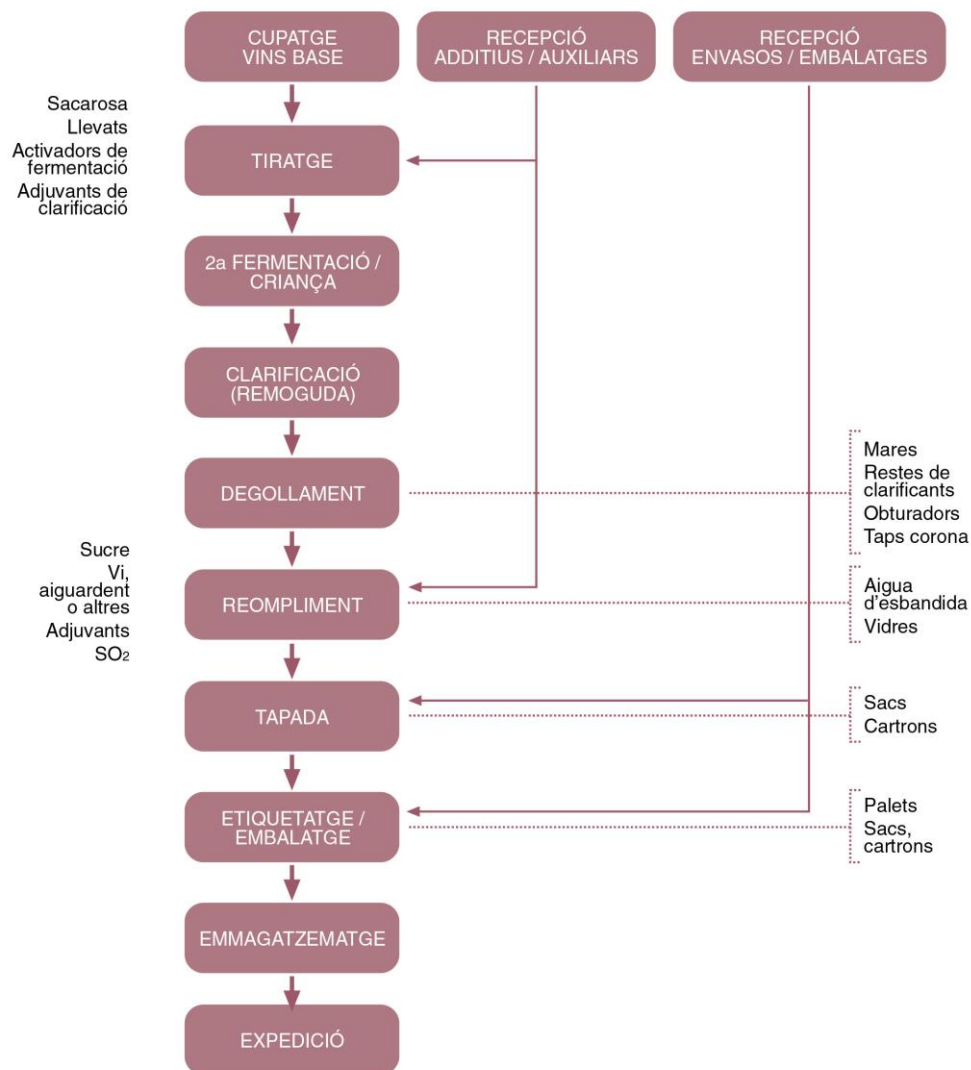 CUPATGE
VINS BASE
RECEPCIÓ
ADDITIUS / AUXILIARS
RECEPCIÓ
ENVASOS / EMBALATGES
Sacarosa
Llevats
Activadors de
fermentació
Adjuvants de
clarificació
TIRATGE
2a FERMENTACIÓ /
CRIANÇA
CLARIFICACIÓ
(REMOGUDA)
DEGOLLAMENT
Mares
Restes de
clarificants
Obturadors
Taps corona
Sucre
Vi,
aiguardent
o altres
Adjuvants
SO₂
REOMPLIMENT
Aigua
d'esbandida
Vidres
TAPADA
Sacs
Cartrons
ETIQUETATGE /
EMBALATGE
Palets
Sacs,
cartrons
EMMAGATZEMATGE
EXPEDICIÓ